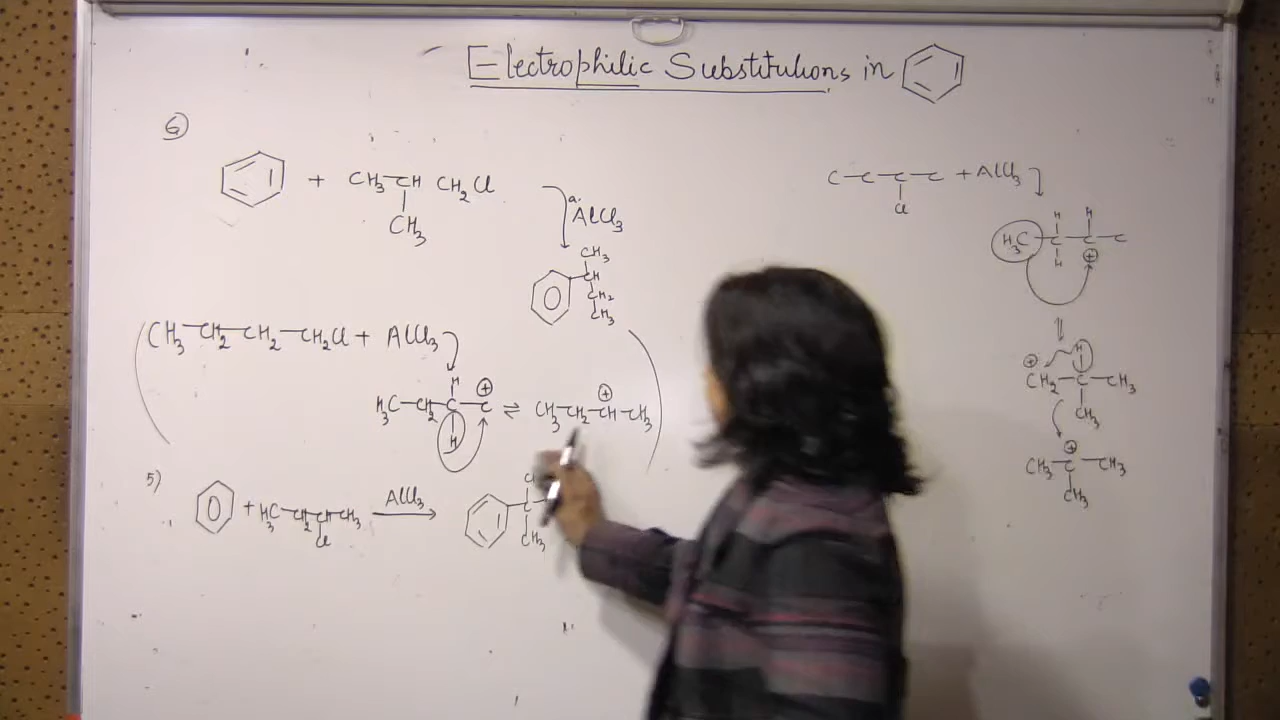 Electrophilic Substitutions in
6
+ CH3-CH CH2Cl
CH3
a.
AlCl3
CH3
CH
CH2
CH3
(CH3-CH2-CH2-CH2Cl + AlCl3
H
H3C-CH2-C-C ⊕ ⇌ CH3-CH2-CH-CH3 ⊕)
H
5)
+ H3C-CH2-CH-CH3 AlCl3
Cl
C
CH3
C-C-C-C + AlCl3
Cl
H H
H3C-C-C-C
H ⊕
⇌
⊕ H
CH2-C-CH3
CH3
⊕
CH3-C-CH3
CH3